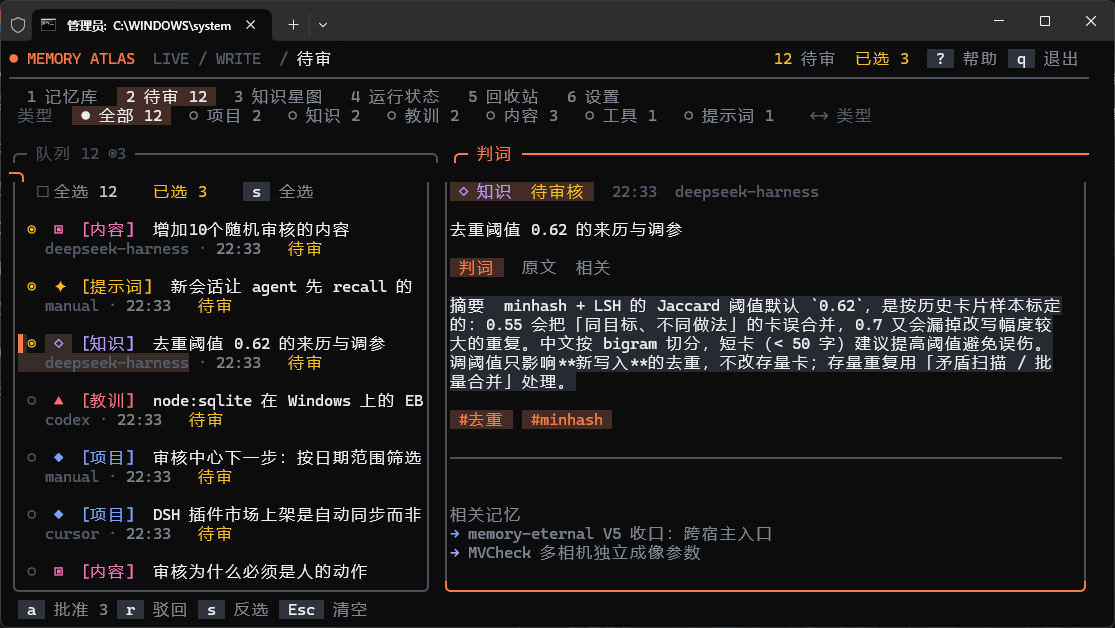 管理员: C:\WINDOWS\system
MEMORY ATLAS LIVE / WRITE / 待审 12 待审 已选 3 ? 帮助 q 退出
1 记忆库 2 待审 12 3 知识星图 4 运行状态 5 回收站 6 设置
类型 ● 全部 12 ○ 项目 2 ○ 知识 2 ○ 教训 2 ○ 内容 3 ○ 工具 1 ○ 提示词 1 ↔ 类型
队列 12 ◉3
□ 全选 12 已选 3 s 全选
[内容] 增加10个随机审核的内容
deepseek-harness · 22:33 待审
[提示词] 新会话让 agent 先 recall 的
manual · 22:33 待审
[知识] 去重阈值 0.62 的来历与调参
deepseek-harness · 22:33 待审
[教训] node:sqlite 在 Windows 上的 EB
codex · 22:33 待审
[项目] 审核中心下一步: 按日期范围筛选
manual · 22:33 待审
[项目] DSH 插件市场上架是自动同步而非
cursor · 22:33 待审
[内容] 审核为什么必须是人的动作
判词
◇ 知识 待审核 22:33 deepseek-harness
去重阈值 0.62 的来历与调参
判词 原文 相关
摘要 minhash + LSH 的 Jaccard 阈值默认 `0.62`, 是按历史卡片样本标定
的: 0.55 会把「同目标、不同做法」的卡误合并, 0.7 又会漏掉改写幅度较
大的重复。中文按 bigram 切分, 短卡 (< 50 字) 建议提高阈值避免误伤。
调阈值只影响**新写入**的去重, 不改存量卡; 存量重复用「矛盾扫描 / 批
量合并」处理。
#去重 #minhash
相关记忆
→ memory-eternal V5 收口: 跨宿主入口
→ MVCheck 多相机独立成像参数
a 批准 3 r 驳回 s 反选 Esc 清空